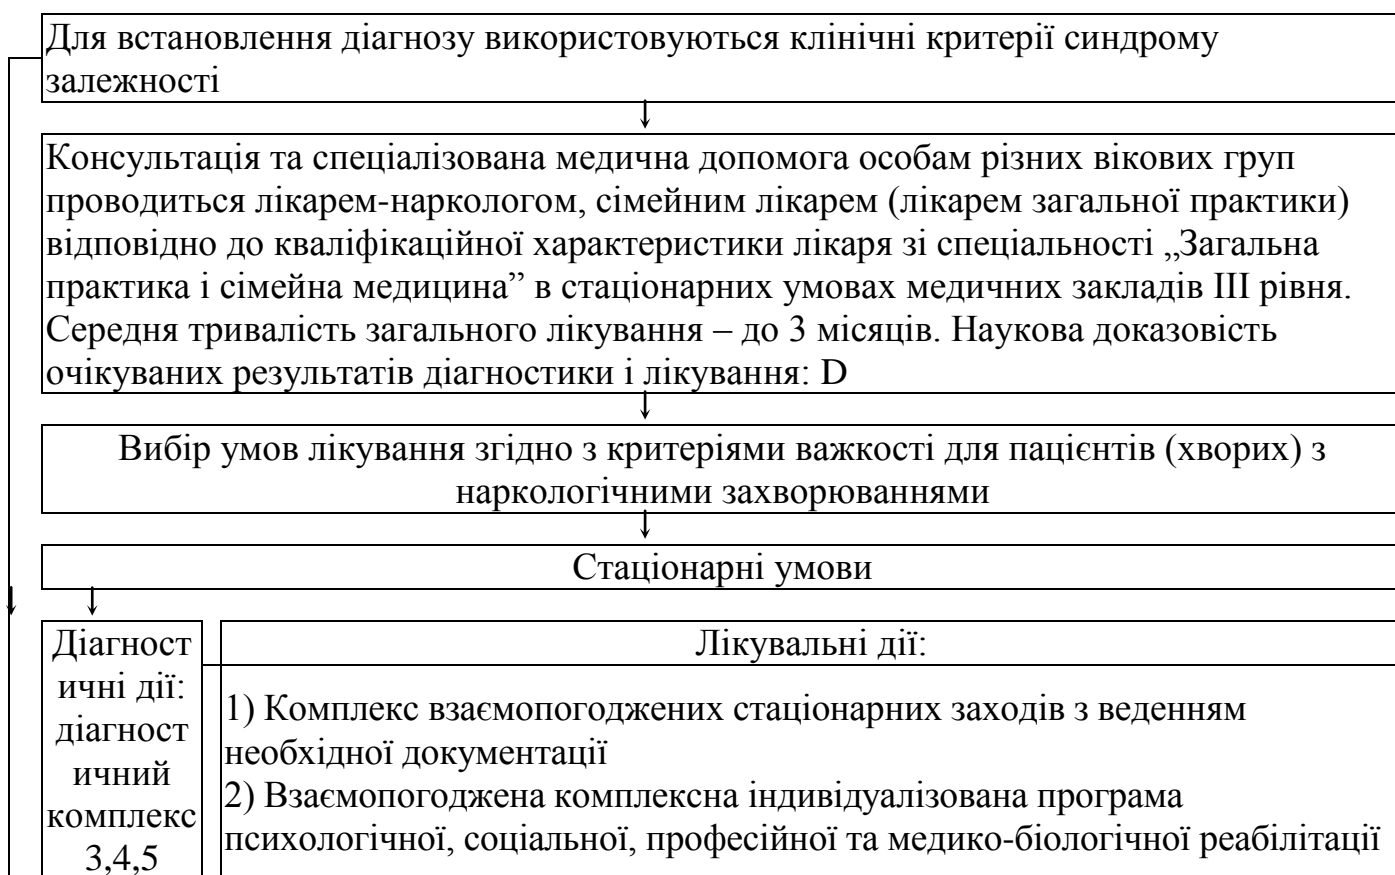 Для встановлення діагнозу використовуються клінічні критерії синдрому
залежності
Консультація та спеціалізована медична допомога особам різних вікових груп
проводиться лікарем-наркологом, сімейним лікарем (лікарем загальної практики)
відповідно до кваліфікаційної характеристики лікаря зі спеціальності „Загальна
практика і сімейна медицина” в стаціонарних умовах медичних закладів III рівня.
Середня тривалість загального лікування – до 3 місяців. Наукова доказовість
очікуваних результатів діагностики і лікування: D
Вибір умов лікування згідно з критеріями важкості для пацієнтів (хворих) з
наркологічними захворюваннями
Стаціонарні умови
Діагност
ичні дії:
діагност
ичний
комплекс
3,4,5
Лікувальні дії:
1) Комплекс взаємопогоджених стаціонарних заходів з веденням
необхідної документації
2) Взаємопогоджена комплексна індивідуалізована програма
психологічної, соціальної, професійної та медико-біологічної реабілітації